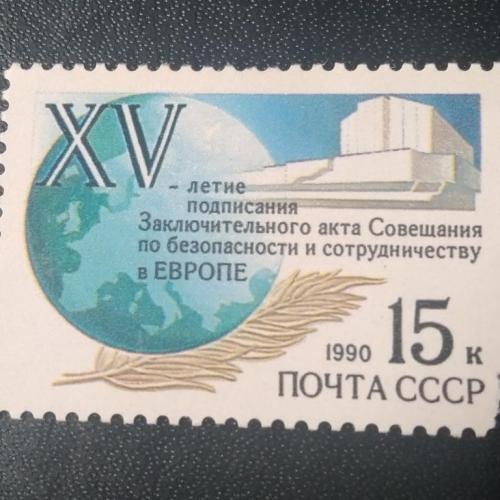 XV
- летие
подписания
Заключительного акта Совещания
по безопасности и сотрудничеству
в ЕВРОПЕ
1990 15 к
ПОЧТА СССР